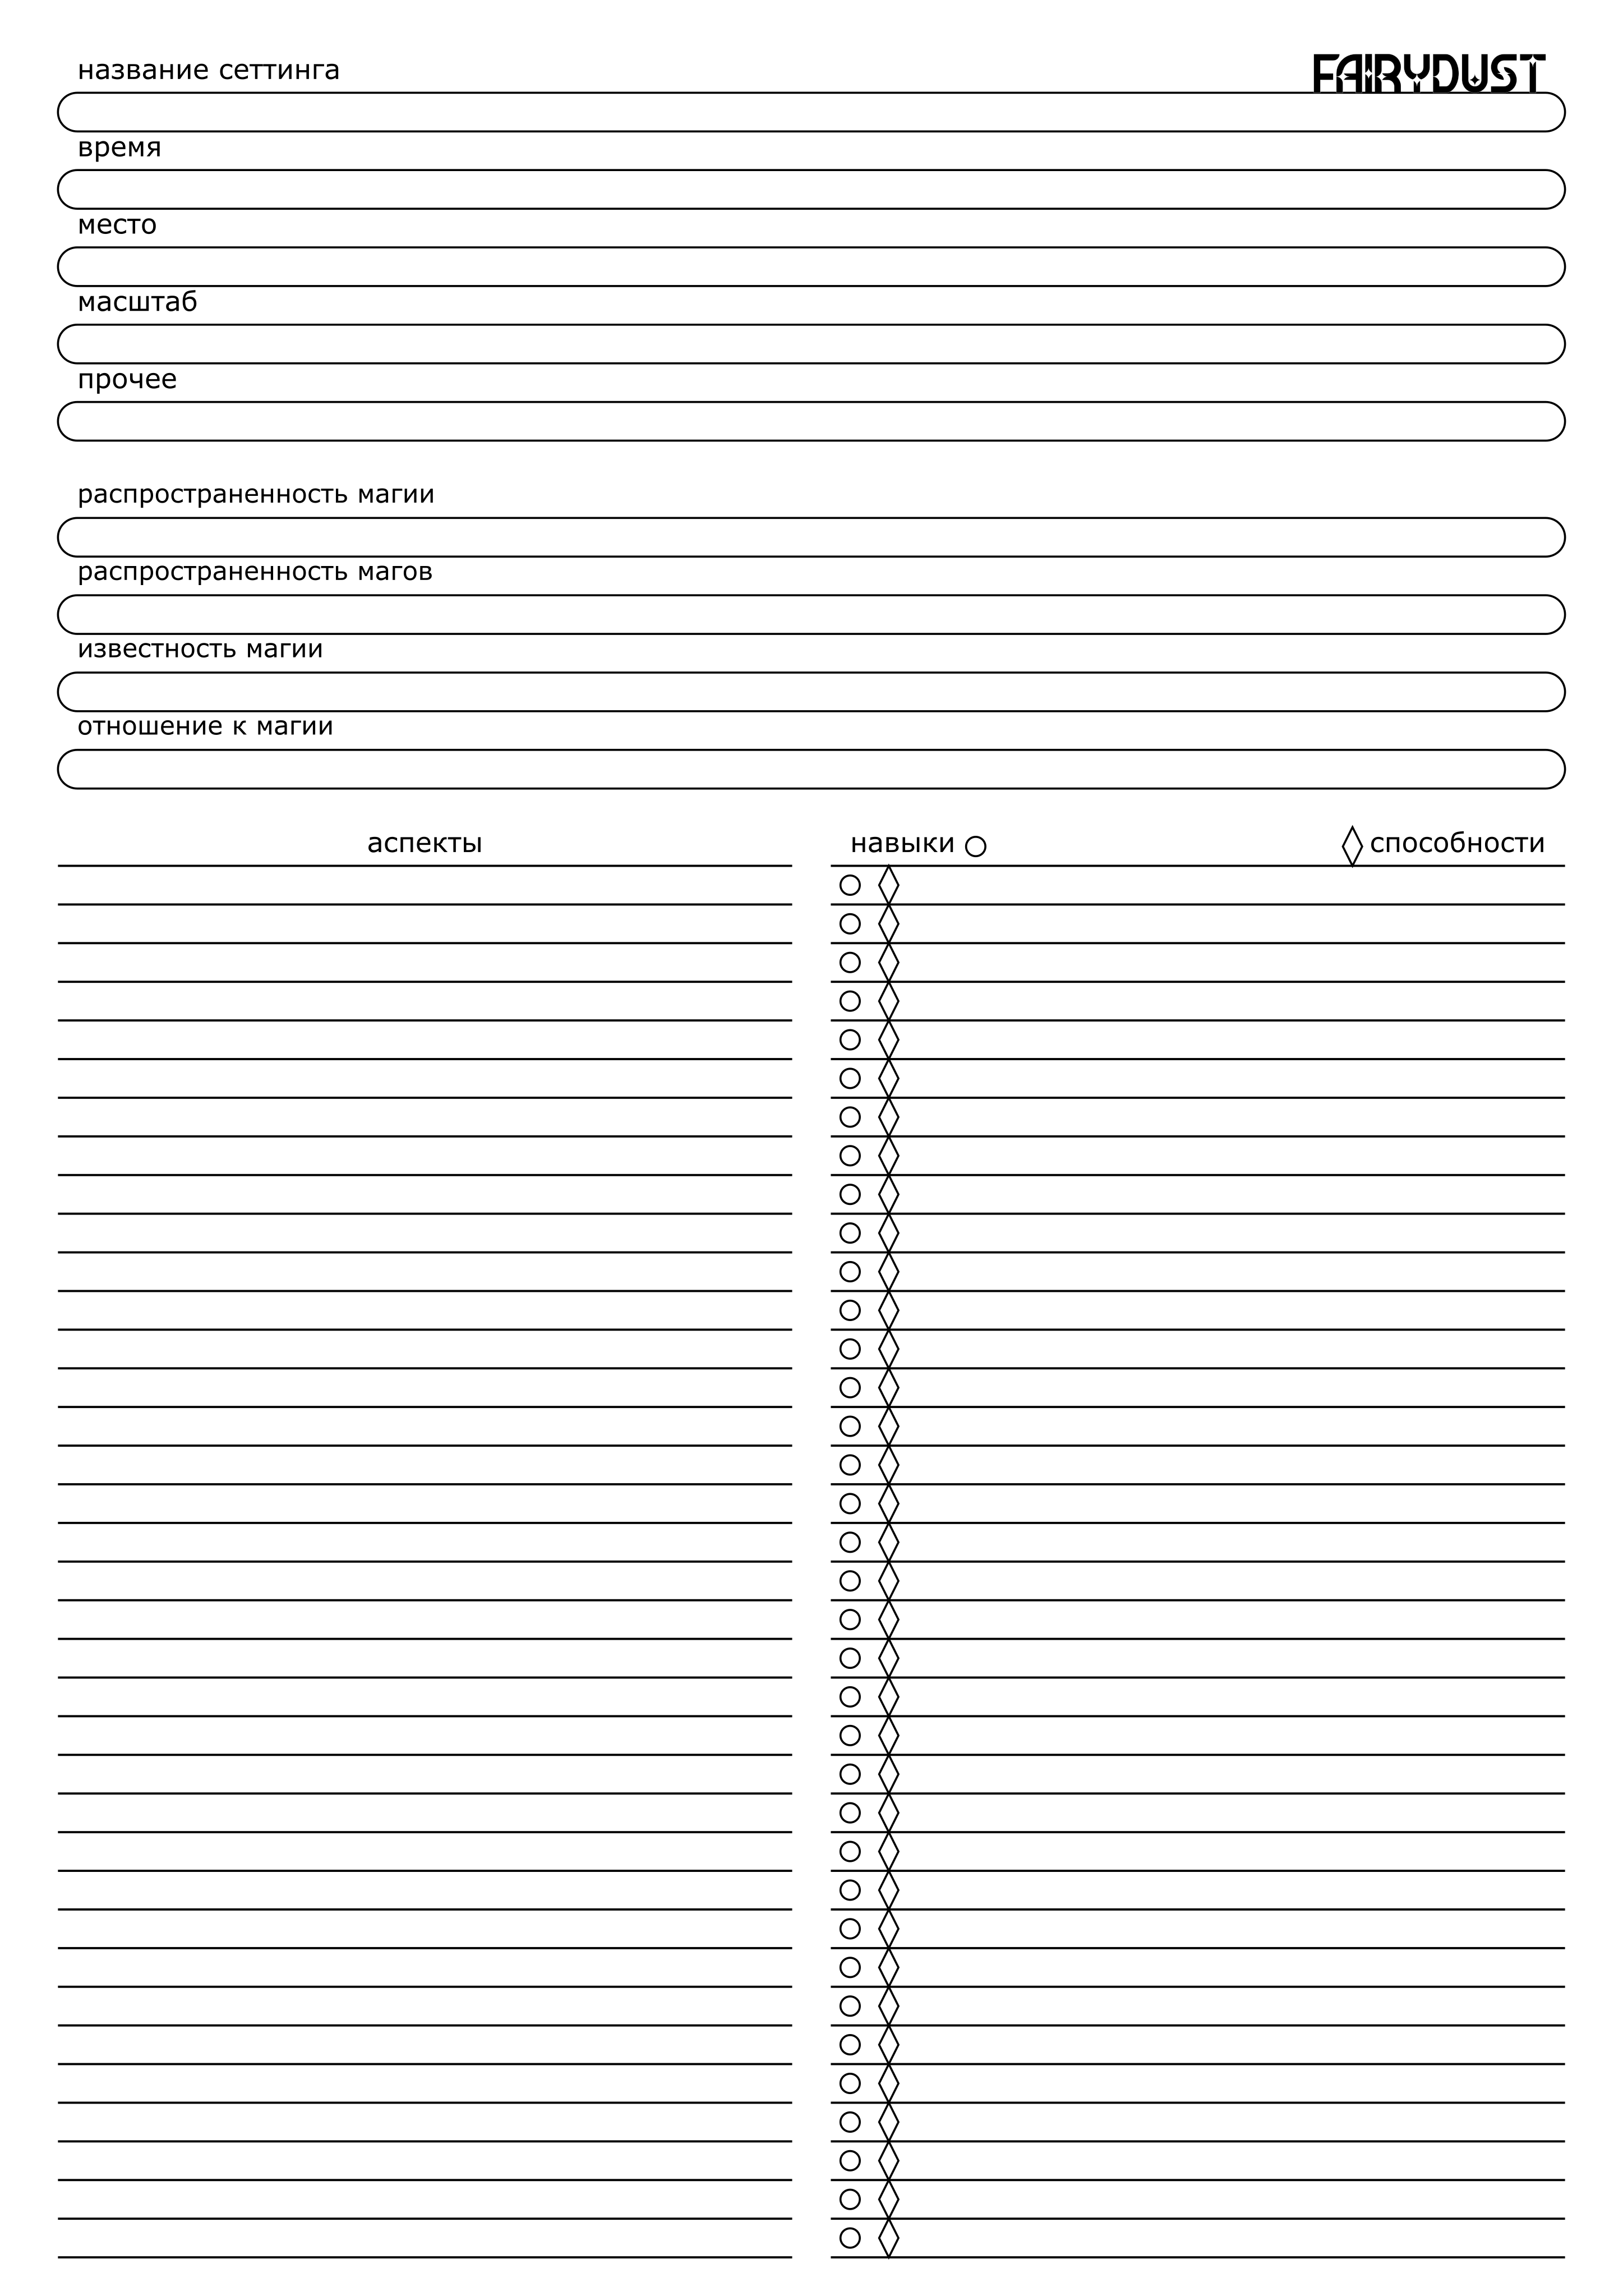 название сеттинга
FAIRYDUST
время
место
масштаб
прочее
распространенность магии
распространенность магов
известность магии
отношение к магии
аспекты
навыки
способности